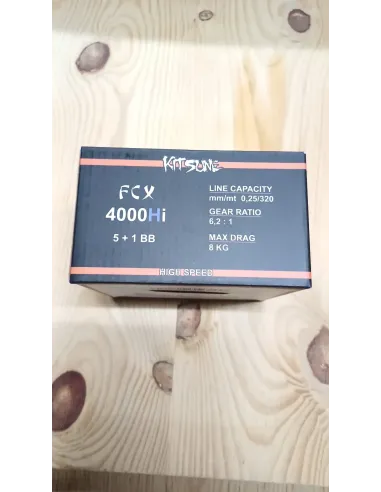 KITSUNE
FCX
4000Hi
5 + 1 BB
LINE CAPACITY
mm/mt 0,25/320
GEAR RATIO
6,2 : 1
MAX DRAG
8 KG
HIGH SPEED